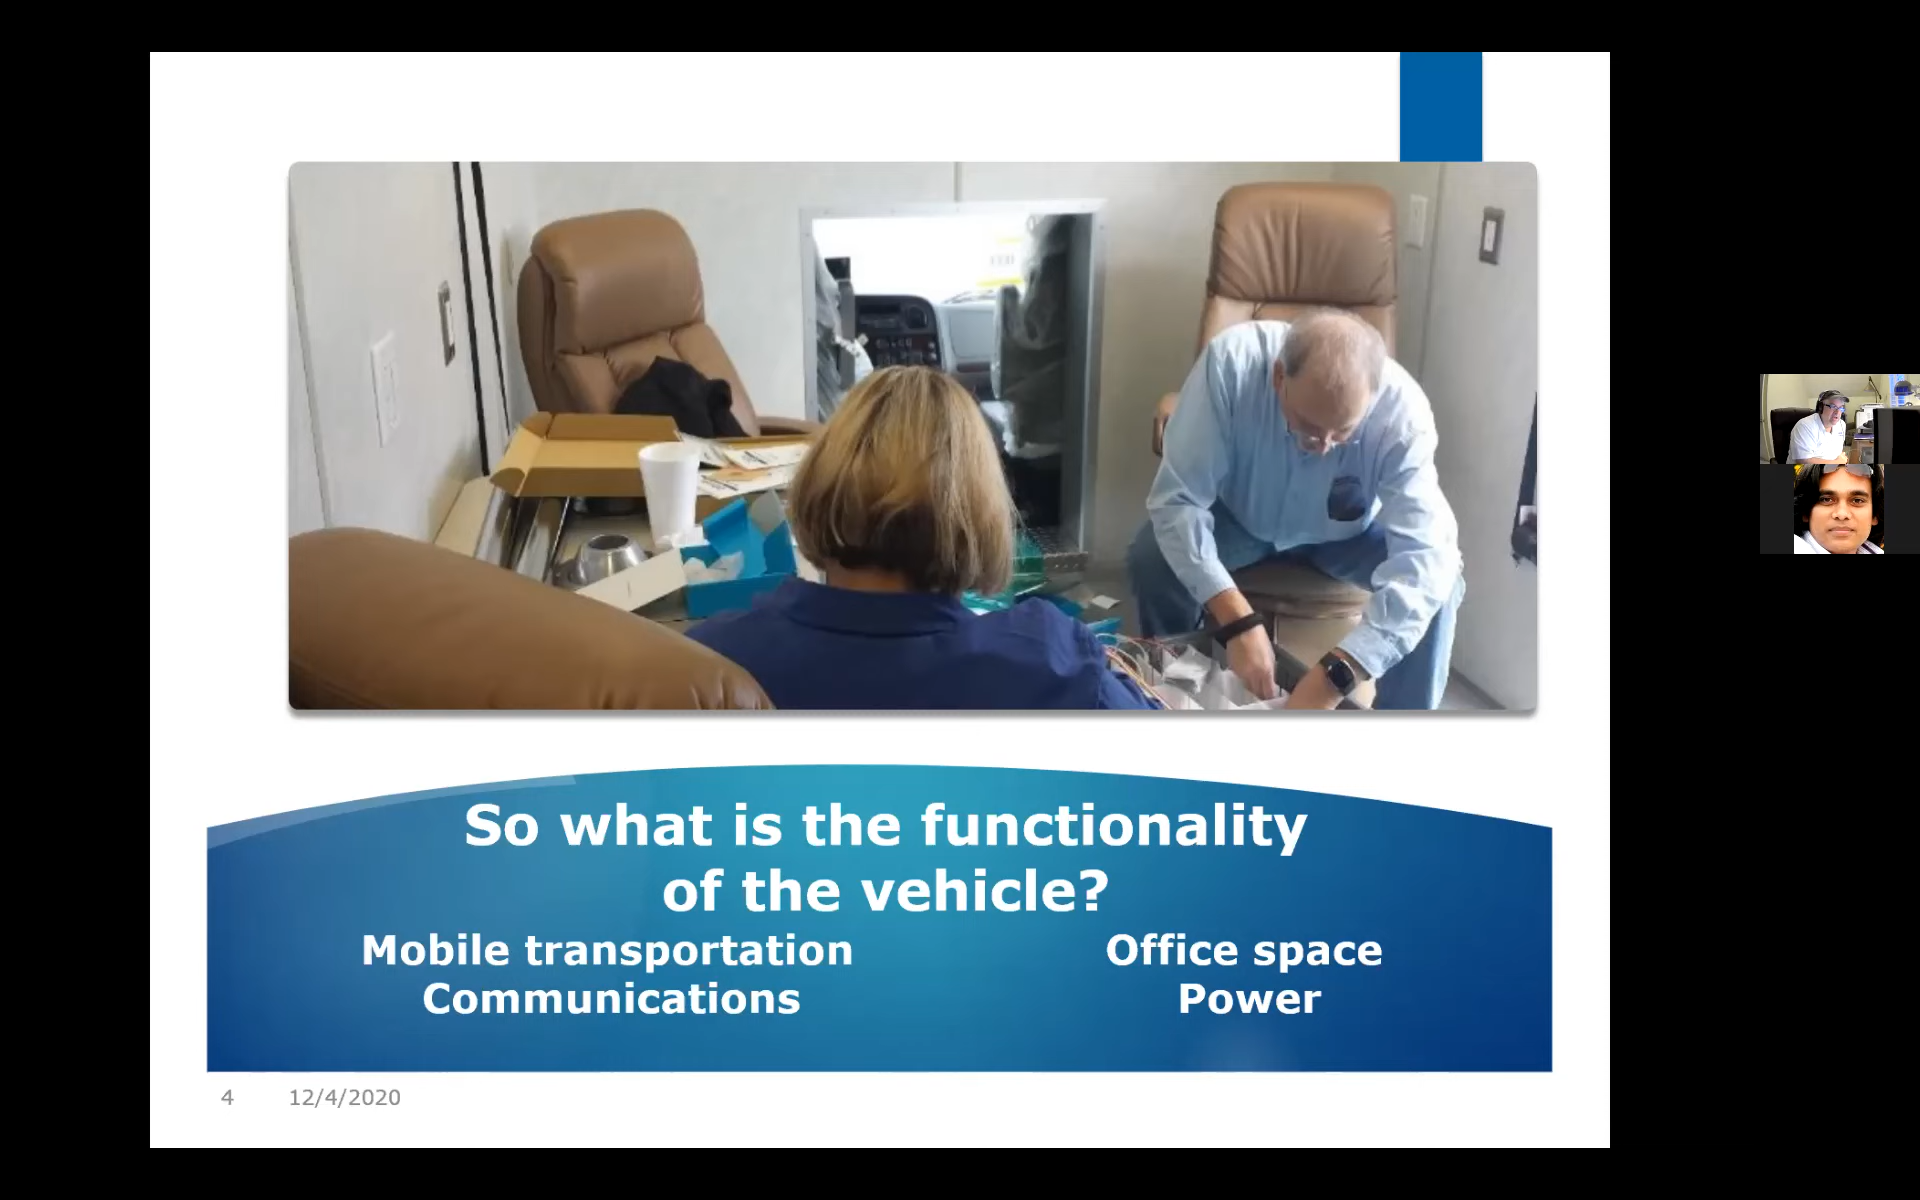 So what is the functionality
of the vehicle?
Mobile transportation
Communications
Office space
Power
4
12/4/2020